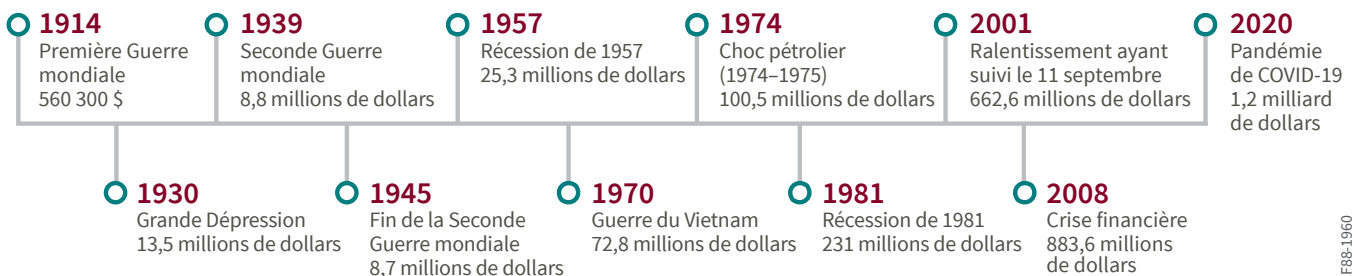 1914
Première Guerre
mondiale
560 300 $
1930
Grande Dépression
13,5 millions de dollars
1939
Seconde Guerre
mondiale
8,8 millions de dollars
1945
Fin de la Seconde
Guerre mondiale
8,7 millions de dollars
1957
Récession de 1957
25,3 millions de dollars
1970
Guerre du Vietnam
72,8 millions de dollars
1974
Choc pétrolier
(1974–1975)
100,5 millions de dollars
1981
Récession de 1981
231 millions de dollars
2001
Ralentissement ayant
suivi le 11 septembre
662,6 millions de dollars
2008
Crise financière
883,6 millions
de dollars
2020
Pandémie
de COVID-19
1,2 milliard
de dollars
F88-1960